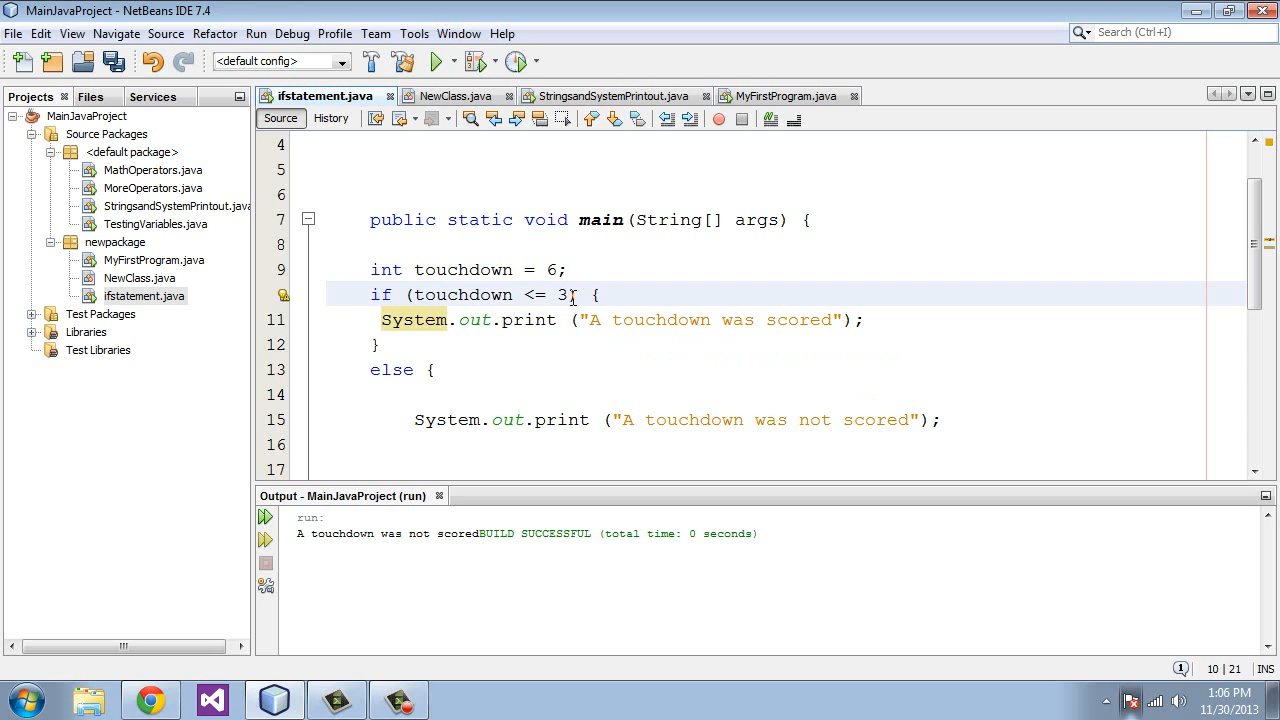 MainJavaProject - NetBeans IDE 7.4
File Edit View Navigate Source Refactor Run Debug Profile Team Tools Window Help
Search (Ctrl+I)
<default config>
Projects Files Services
MainJavaProject
Source Packages
<default package>
MathOperators.java
MoreOperators.java
StringsandSystemPrintout.java
TestingVariables.java
newpackage
MyFirstProgram.java
NewClass.java
ifstatement.java
Test Packages
Libraries
Test Libraries
ifstatement.java NewClass.java StringsandSystemPrintout.java MyFirstProgram.java
Source History
4
5
6
7 public static void main(String[] args) {
8
9 int touchdown = 6;
if (touchdown <= 3) {
11 System.out.print ("A touchdown was scored");
12 }
13 else {
14
15 System.out.print ("A touchdown was not scored");
16
17
Output - MainJavaProject (run)
run:
A touchdown was not scoredBUILD SUCCESSFUL (total time: 0 seconds)
1 10 | 21 INS
1:06 PM
11/30/2013